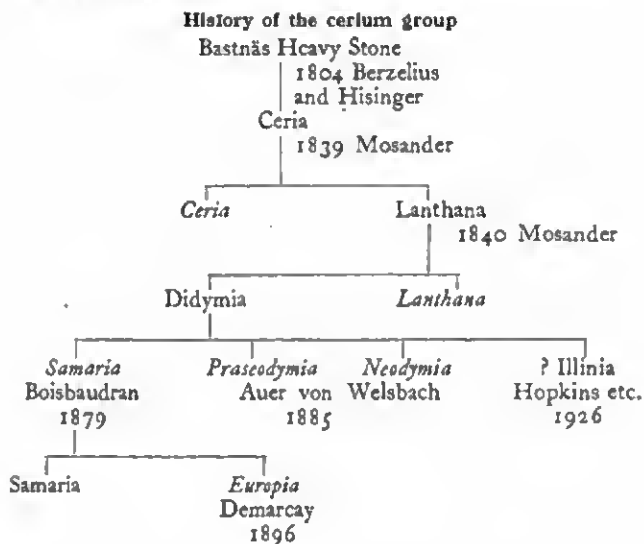 History of the cerium group
Bastnäs Heavy Stone
1804 Berzelius
and Hisinger
Ceria
1839 Mosander
Ceria Lanthana
1840 Mosander
Didymia Lanthana
Samaria Praseodymia Neodymia ? Illinia
Boisbaudran Auer von Welsbach Hopkins etc.
1879 1885 1926
Samaria Europia
Demarcay
1896